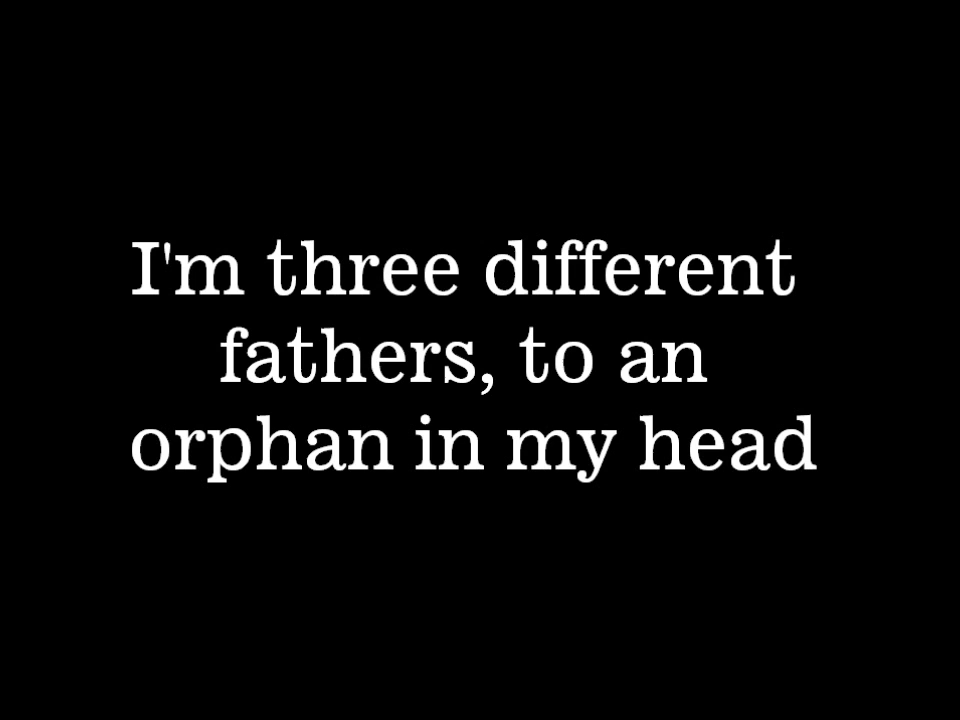 I'm three different
fathers, to an
orphan in my head